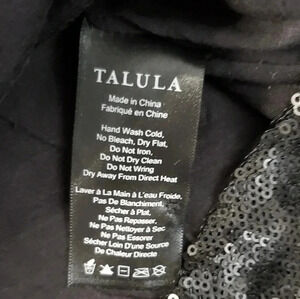 TALULA
Made in China
Fabriqué en Chine
Hand Wash Cold,
No Bleach, Dry Flat,
Do Not Iron,
Do Not Dry Clean
Do Not Wring
Dry Away From Direct Heat
Laver à La Main à L'eau Froide,
Pas De Blanchiment,
Sécher à Plat,
Ne Pas Repasser,
Ne Pas Nettoyer à Sec
Ne Pas Essorer
Sécher Loin D'une Source
De Chaleur Directe